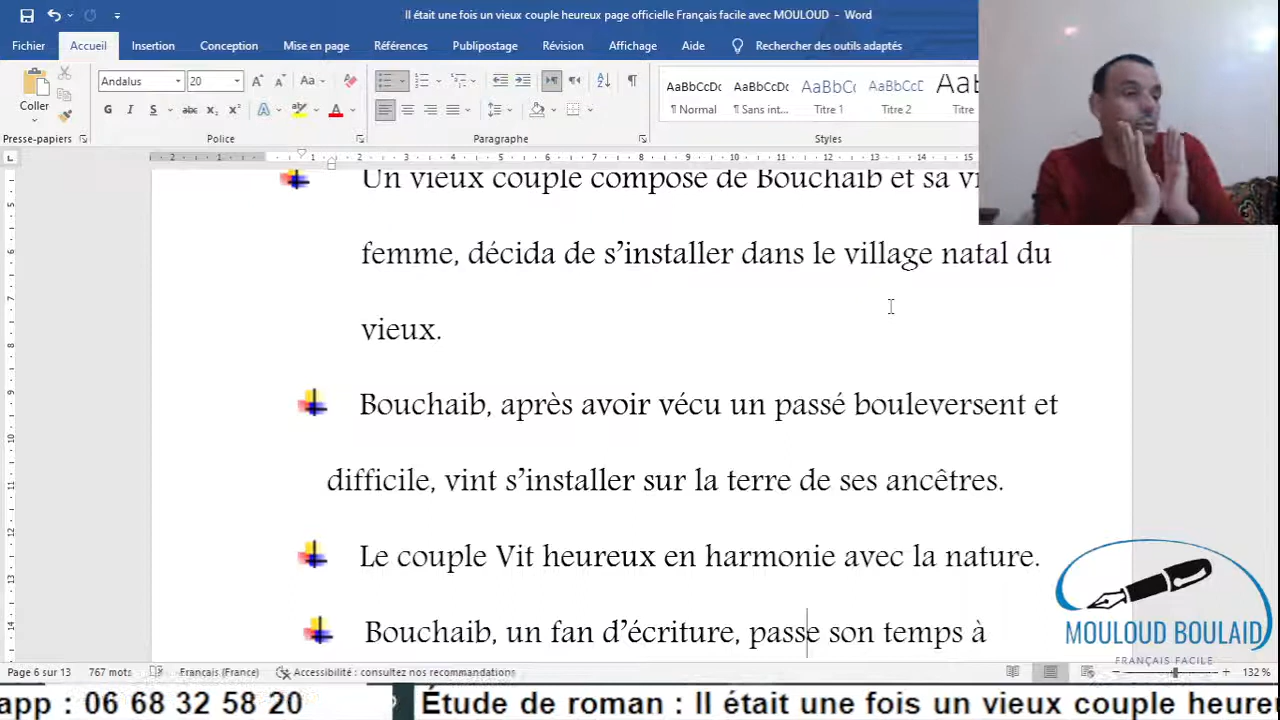 Il était une fois un vieux couple heureux page officielle Français facile avec MOULOUD - Word
Fichier Accueil Insertion Conception Mise en page Références Publipostage Révision Affichage Aide Rechercher des outils adaptés
Andalus 20
Coller
G I S abc
AaBbCcDc AaBbCcDc AaBbCc AaBbCcC Aa
¶ Normal ¶ Sans int... Titre 1 Titre 2 Titre
Presse-papiers Police Paragraphe Styles
Un vieux couple composé de Bouchaib et sa
femme, décida de s’installer dans le village natal du
vieux.
Bouchaib, après avoir vécu un passé bouleversent et
difficile, vint s’installer sur la terre de ses ancêtres.
Le couple Vit heureux en harmonie avec la nature.
Bouchaib, un fan d’écriture, passe son temps à
MOULOUD BOULAID
FRANÇAIS FACILE
Page 6 sur 13 767 mots Français (France) Accessibilité : consultez nos recommandations 132 %
app : 06 68 32 58 20 Étude de roman : Il était une fois un vieux couple heure